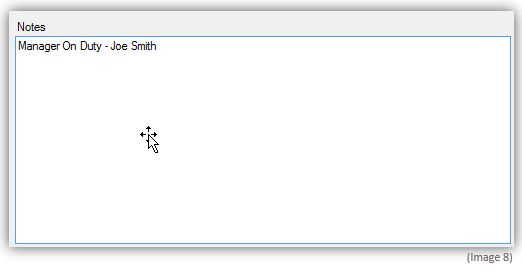 Notes
Manager On Duty - Joe Smith
(Image 8)